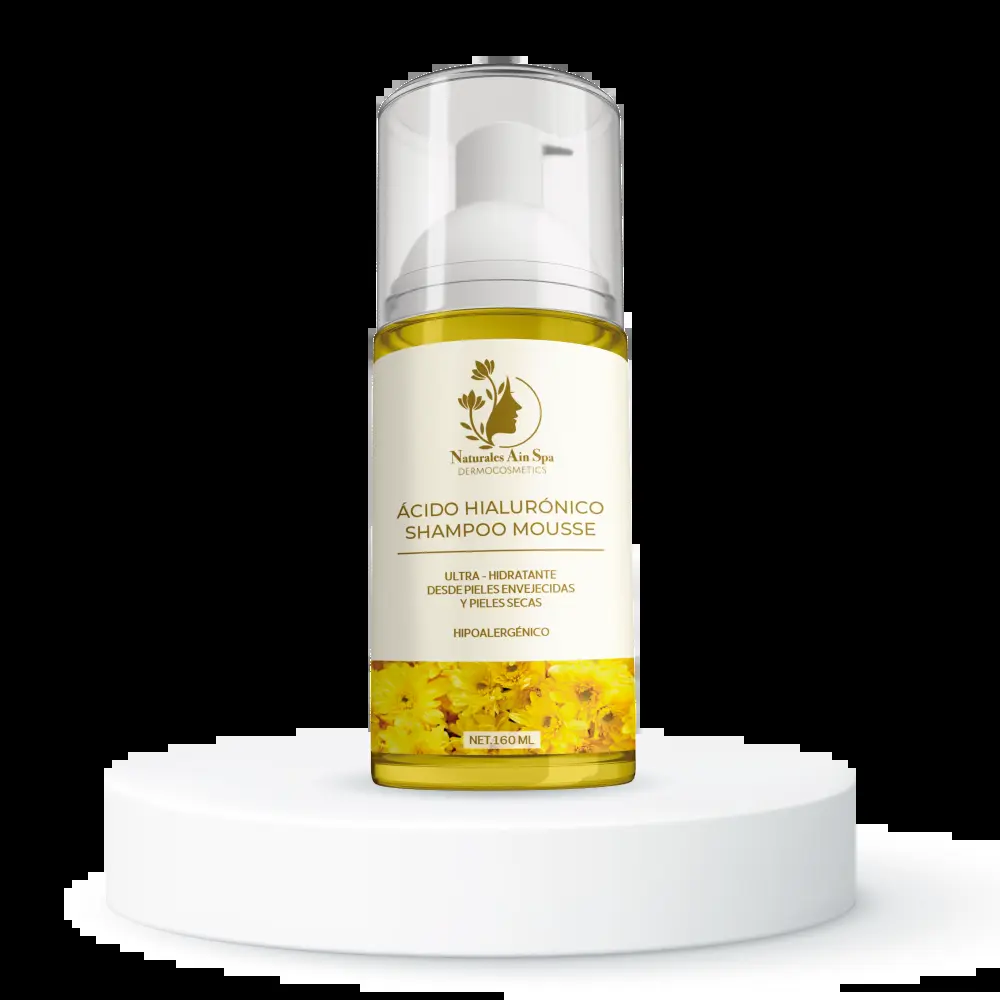 Naturales Ain Spa
DERMOCOSMETICS
ÁCIDO HIALURÓNICO
SHAMPOO MOUSSE
ULTRA - HIDRATANTE
DESDE PIELES ENVEJECIDAS
Y PIELES SECAS
HIPOALERGÉNICO
NET.160 ML